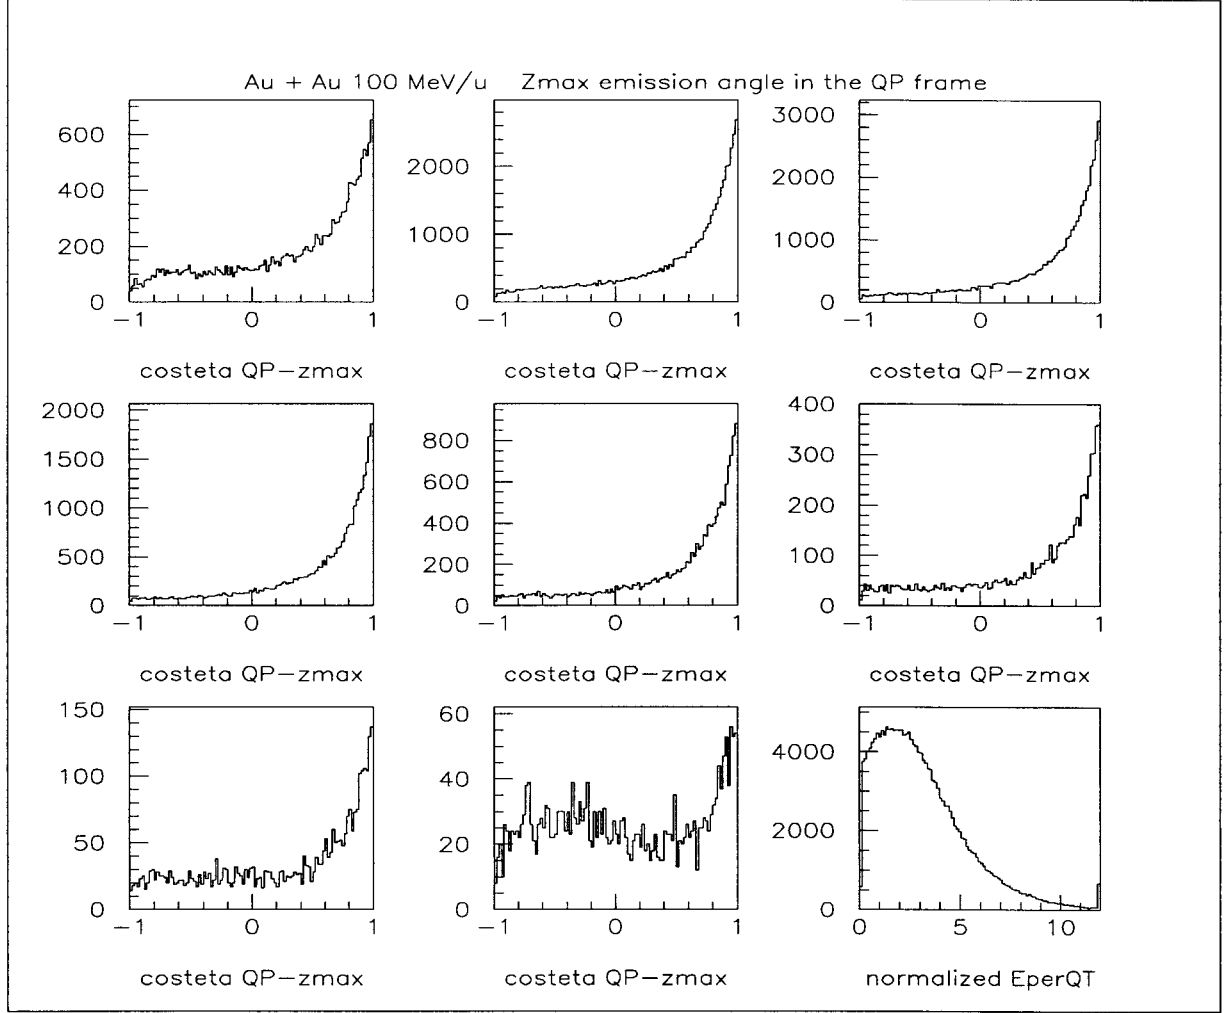 Au + Au 100 MeV/u Zmax emission angle in the QP frame
600
400
200
0
-1 0 1
costeta QP-zmax
2000
1000
0
-1 0 1
costeta QP-zmax
3000
2000
1000
0
-1 0 1
costeta QP-zmax
2000
1500
1000
500
0
-1 0 1
costeta QP-zmax
800
600
400
200
0
-1 0 1
costeta QP-zmax
400
300
200
100
0
-1 0 1
costeta QP-zmax
150
100
50
0
-1 0 1
costeta QP-zmax
60
40
20
0
-1 0 1
costeta QP-zmax
4000
2000
0
0 5 10
normalized EperQT